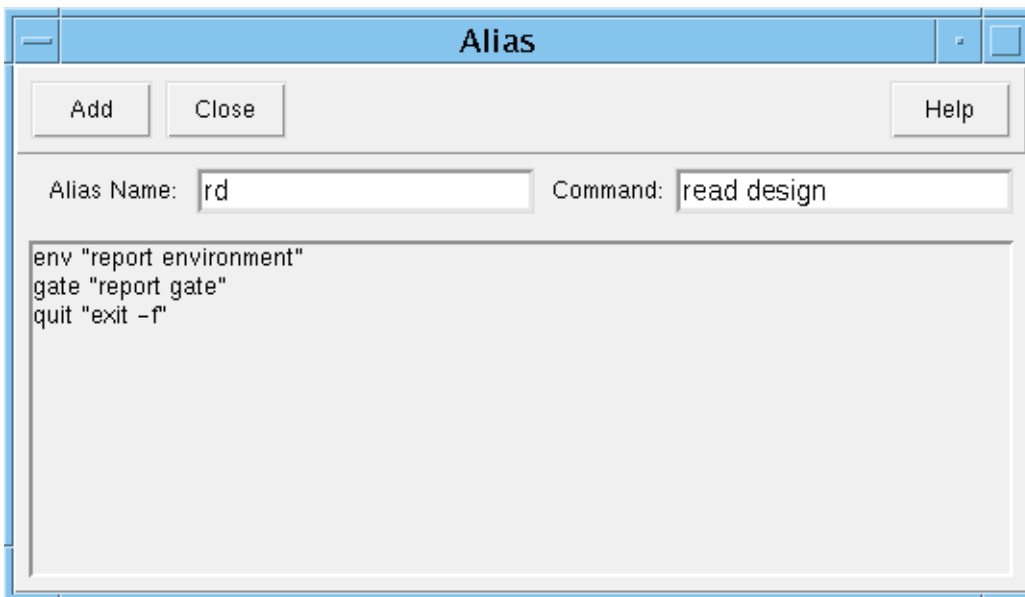 Alias
Add Close Help
Alias Name: rd Command: read design
env "report environment"
gate "report gate"
quit "exit -f"